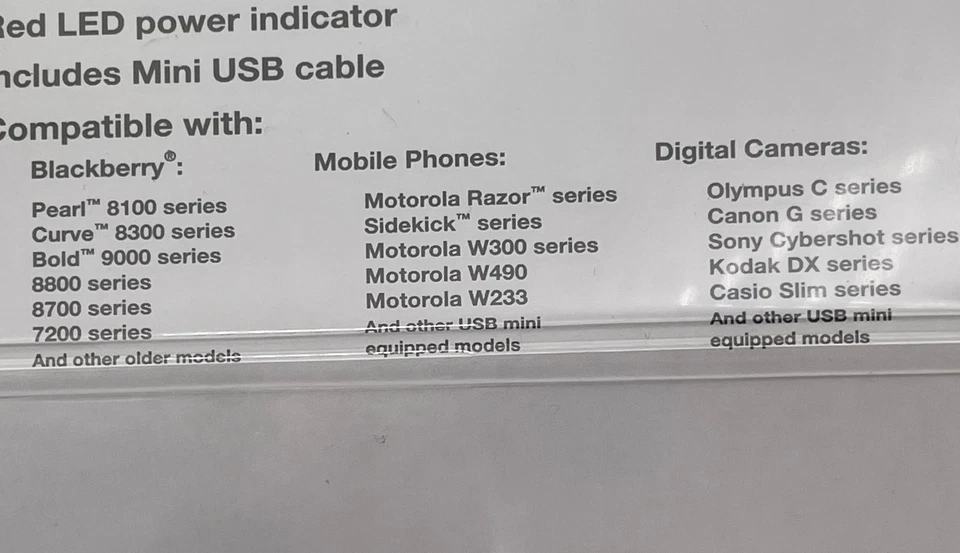 Red LED power indicator
Includes Mini USB cable
Compatible with:
Blackberry®:
Pearl™ 8100 series
Curve™ 8300 series
Bold™ 9000 series
8800 series
8700 series
7200 series
And other older models
Mobile Phones:
Motorola Razor™ series
Sidekick™ series
Motorola W300 series
Motorola W490
Motorola W233
And other USB mini
equipped models
Digital Cameras:
Olympus C series
Canon G series
Sony Cybershot series
Kodak DX series
Casio Slim series
And other USB mini
equipped models